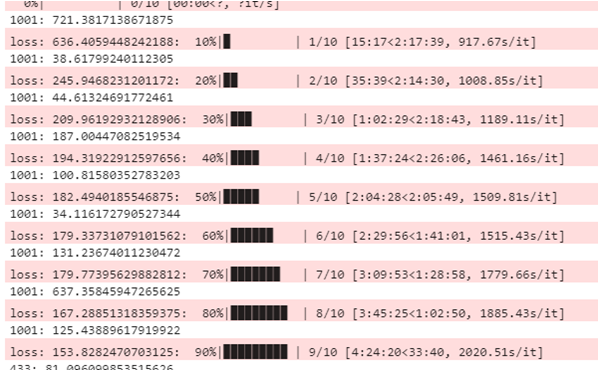 0%| | 0/10 [00:00<?, ?it/s]
1001: 721.3817138671875
loss: 636.4059448242188: 10%|█ | 1/10 [15:17<2:17:39, 917.67s/it]
1001: 38.61799240112305
loss: 245.9468231201172: 20%|██ | 2/10 [35:39<2:14:30, 1008.85s/it]
1001: 44.61324691772461
loss: 209.96192932128906: 30%|███ | 3/10 [1:02:29<2:18:43, 1189.11s/it]
1001: 187.00447082519534
loss: 194.31922912597656: 40%|████ | 4/10 [1:37:24<2:26:06, 1461.16s/it]
1001: 100.81580352783203
loss: 182.4940185546875: 50%|█████ | 5/10 [2:04:28<2:05:49, 1509.81s/it]
1001: 34.116172790527344
loss: 179.33731079101562: 60%|██████ | 6/10 [2:29:56<1:41:01, 1515.43s/it]
1001: 131.23674011230472
loss: 179.77395629882812: 70%|███████ | 7/10 [3:09:53<1:28:58, 1779.66s/it]
1001: 637.35845947265625
loss: 167.28851318359375: 80%|████████ | 8/10 [3:45:25<1:02:50, 1885.43s/it]
1001: 125.43889617919922
loss: 153.8282470703125: 90%|█████████ | 9/10 [4:24:20<33:40, 2020.51s/it]
433: 81.096099853515626